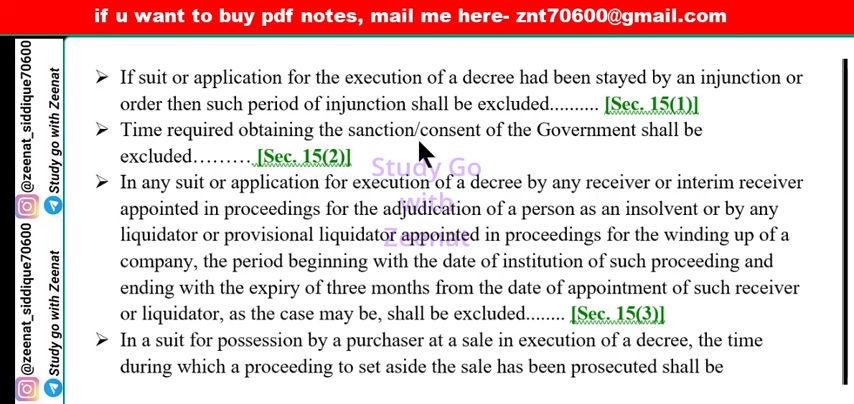 if u want to buy pdf notes, mail me here- znt70600@gmail.com
➢ If suit or application for the execution of a decree had been stayed by an injunction or
order then such period of injunction shall be excluded.......... [Sec. 15(1)]
➢ Time required obtaining the sanction/consent of the Government shall be
excluded……… [Sec. 15(2)]
➢ In any suit or application for execution of a decree by any receiver or interim receiver
appointed in proceedings for the adjudication of a person as an insolvent or by any
liquidator or provisional liquidator appointed in proceedings for the winding up of a
company, the period beginning with the date of institution of such proceeding and
ending with the expiry of three months from the date of appointment of such receiver
or liquidator, as the case may be, shall be excluded........ [Sec. 15(3)]
➢ In a suit for possession by a purchaser at a sale in execution of a decree, the time
during which a proceeding to set aside the sale has been prosecuted shall be
Study Go
with
Zeenat
@zeenat_siddique70600
Study go with Zeenat
@zeenat_siddique70600
Study go with Zeenat